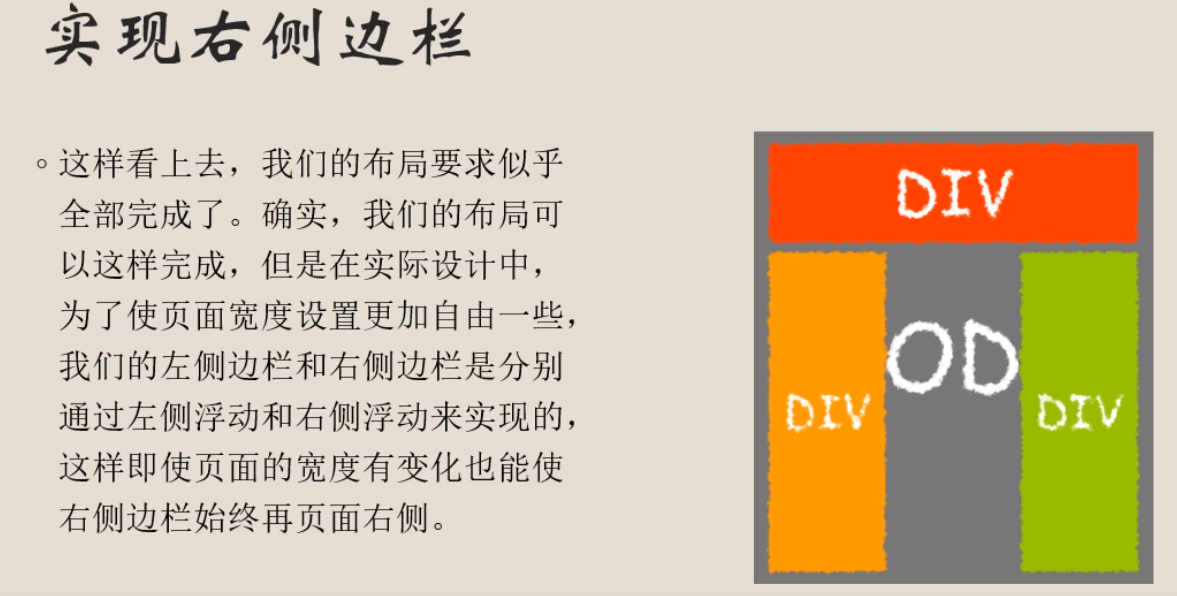 实现右侧边栏
这样看上去，我们的布局要求似乎
全部完成了。确实，我们的布局可
以这样完成，但是在实际设计中，
为了使页面宽度设置更加自由一些，
我们的左侧边栏和右侧边栏是分别
通过左侧浮动和右侧浮动来实现的，
这样即使页面的宽度有变化也能使
右侧边栏始终再页面右侧。
DIV
OD
DIV
DIV